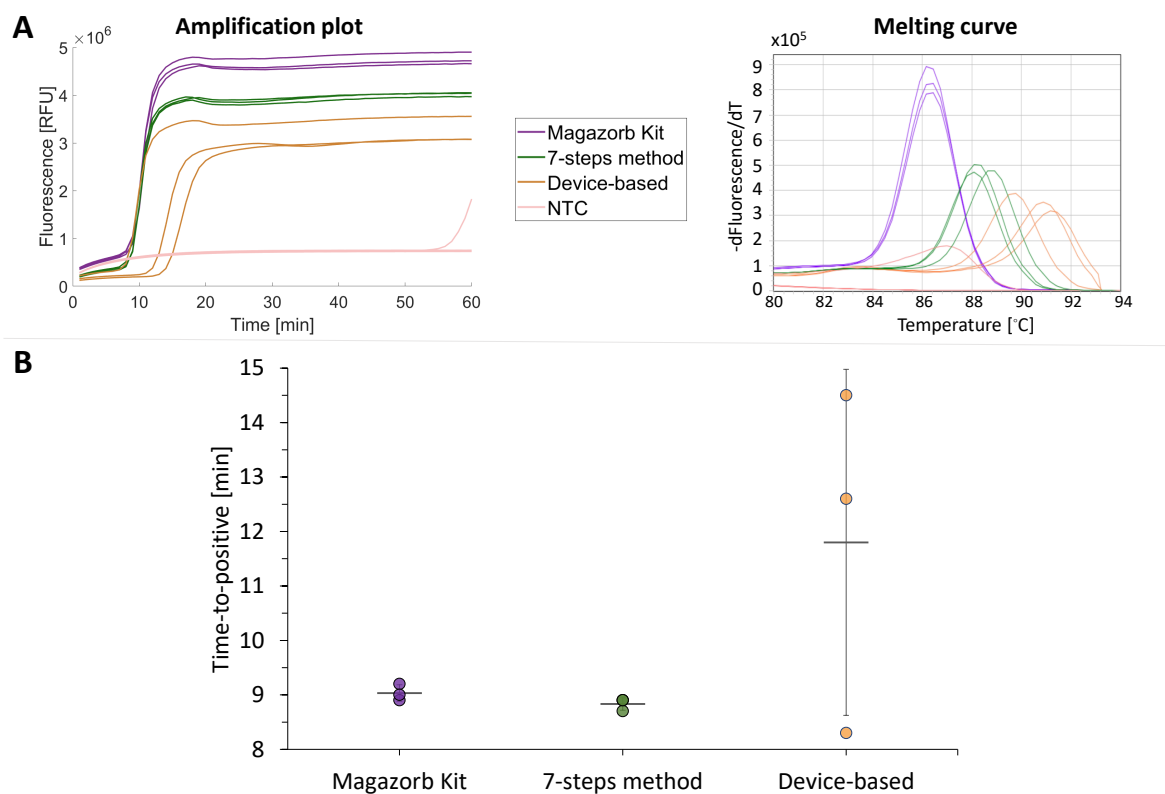 A
Amplification plot
×10⁶
5
4
3
2
1
0
Fluorescence [RFU]
0 10 20 30 40 50 60
Time [min]
Magazorb Kit
7-steps method
Device-based
NTC
Melting curve
x10⁵
9
8
7
6
5
4
3
2
1
0
-dFluorescence/dT
80 82 84 86 88 90 92 94
Temperature [°C]
B
15
14
13
12
11
10
9
8
Time-to-positive [min]
Magazorb Kit 7-steps method Device-based